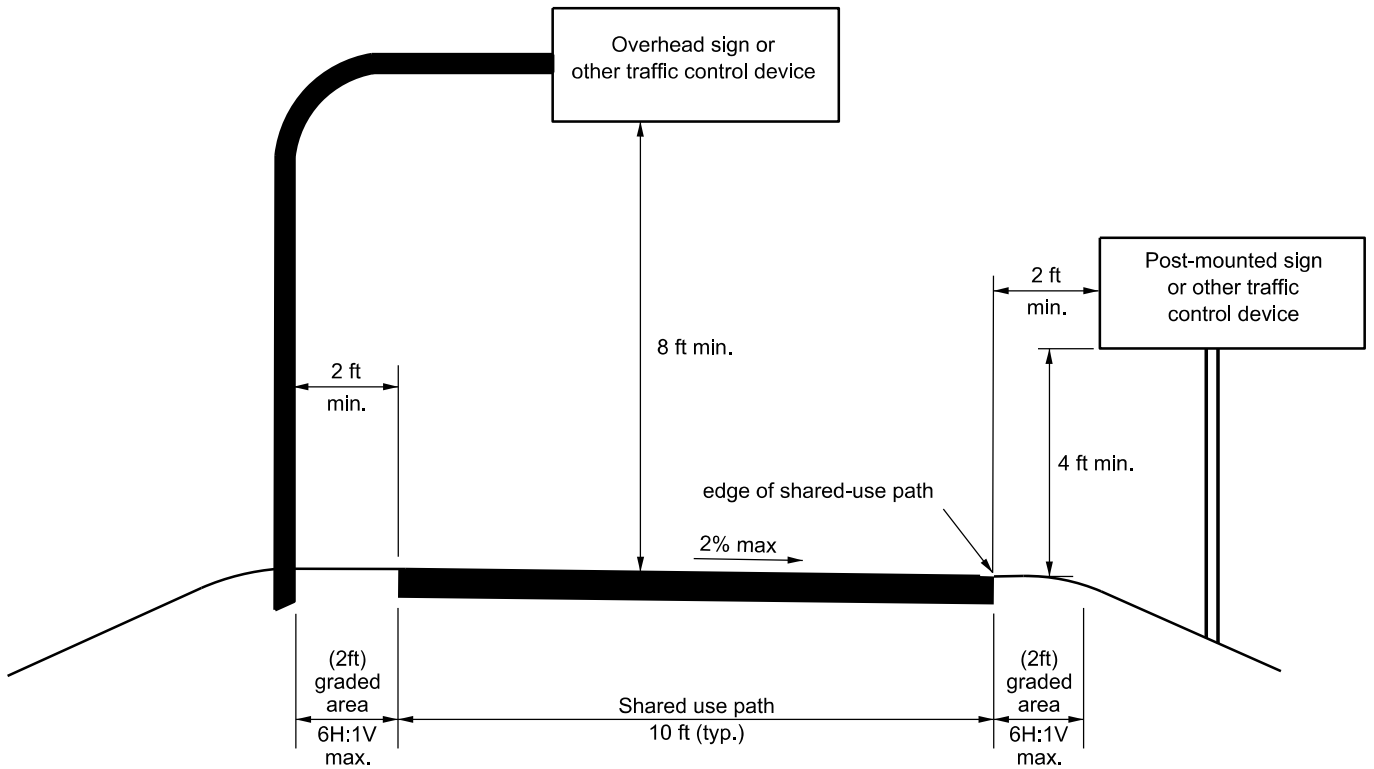 Overhead sign or
other traffic control device
Post-mounted sign
or other traffic
control device
2 ft
min.
8 ft min.
2 ft
min.
4 ft min.
edge of shared-use path
2% max
(2ft)
graded
area
6H:1V
max.
Shared use path
10 ft (typ.)
(2ft)
graded
area
6H:1V
max.